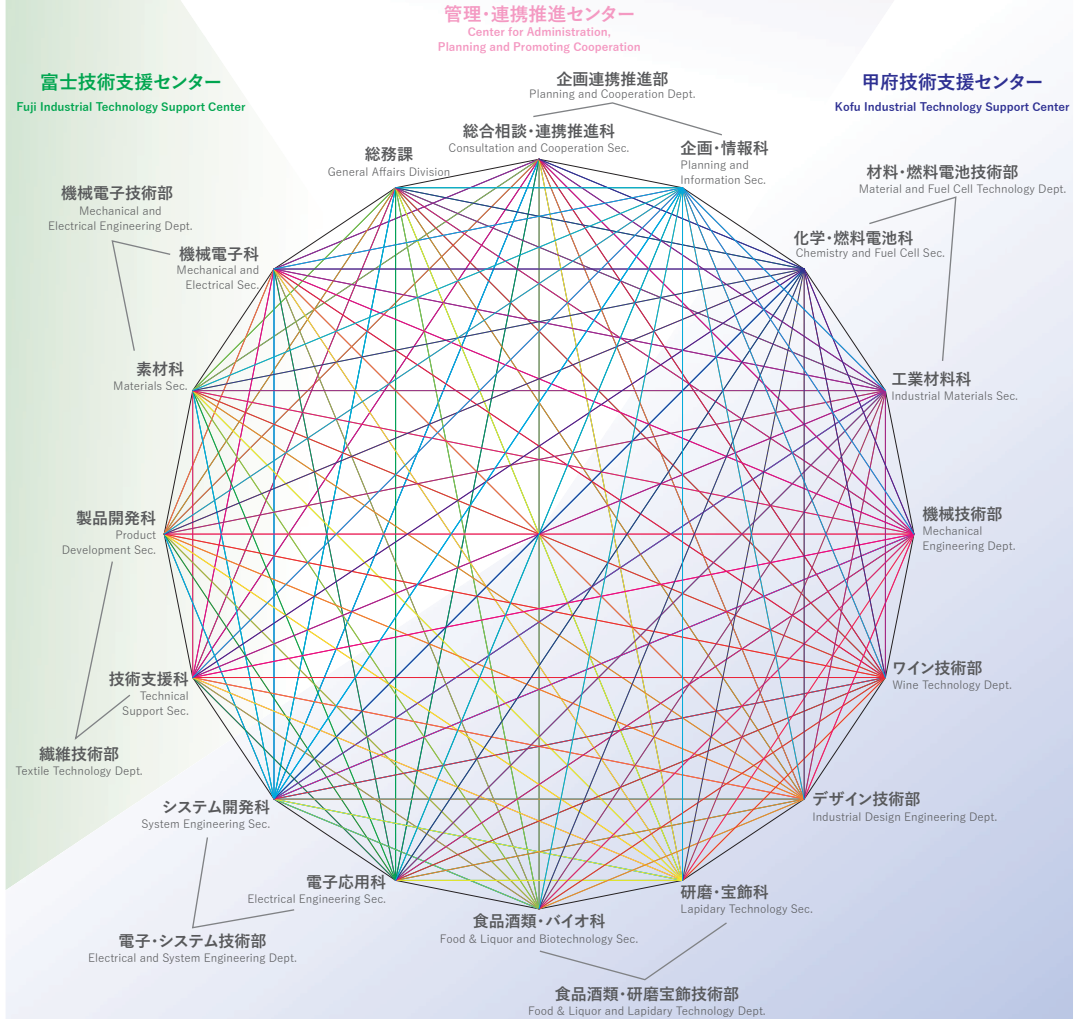 管理・連携推進センター
Center for Administration,
Planning and Promoting Cooperation
富士技術支援センター
Fuji Industrial Technology Support Center
甲府技術支援センター
Kofu Industrial Technology Support Center
企画連携推進部
Planning and Cooperation Dept.
総合相談・連携推進科
Consultation and Cooperation Sec.
企画・情報科
Planning and
Information Sec.
総務課
General Affairs Division
材料・燃料電池技術部
Material and Fuel Cell Technology Dept.
化学・燃料電池科
Chemistry and Fuel Cell Sec.
工業材料科
Industrial Materials Sec.
機械技術部
Mechanical
Engineering Dept.
ワイン技術部
Wine Technology Dept.
デザイン技術部
Industrial Design Engineering Dept.
研磨・宝飾科
Lapidary Technology Sec.
食品酒類・バイオ科
Food & Liquor and Biotechnology Sec.
食品酒類・研磨宝飾技術部
Food & Liquor and Lapidary Technology Dept.
電子応用科
Electrical Engineering Sec.
システム開発科
System Engineering Sec.
電子・システム技術部
Electrical and System Engineering Dept.
技術支援科
Technical
Support Sec.
製品開発科
Product
Development Sec.
繊維技術部
Textile Technology Dept.
素材科
Materials Sec.
機械電子科
Mechanical and
Electrical Sec.
機械電子技術部
Mechanical and
Electrical Engineering Dept.